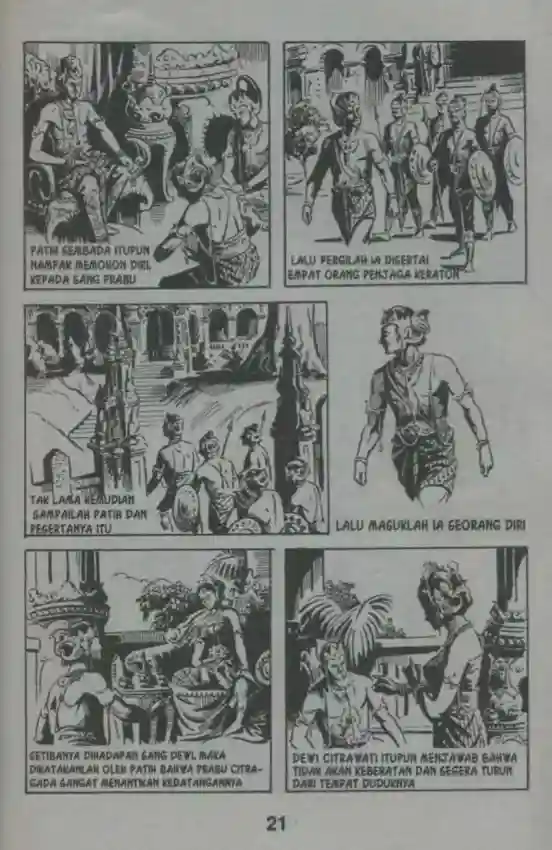 PATIH GEMBADA ITUPUN
NAMPAK MEMOHON DIRI
KEPADA SANG PRABU
LALU PERGILAH IA DISERTAI
EMPAT ORANG PENJAGA KERATON
TAK LAMA KEMUDIAN
SAMPAILAH PATIH DAN
PESERTANYA ITU
LALU MASUKLAH IA SEORANG DIRI
SETIBANYA DIHADAPAN SANG DEWI, MAKA
DIKATAKANLAH OLEH PATIH BAHWA PRABU CITRA-
GADA SANGAT MENANTIKAN KEDATANGANNYA
DEWI CITRAWATI ITUPUN MENJAWAB BAHWA
TIDAK AKAN KEBERATAN DAN SEGERA TURUN
DARI TEMPAT DUDUKNYA
21